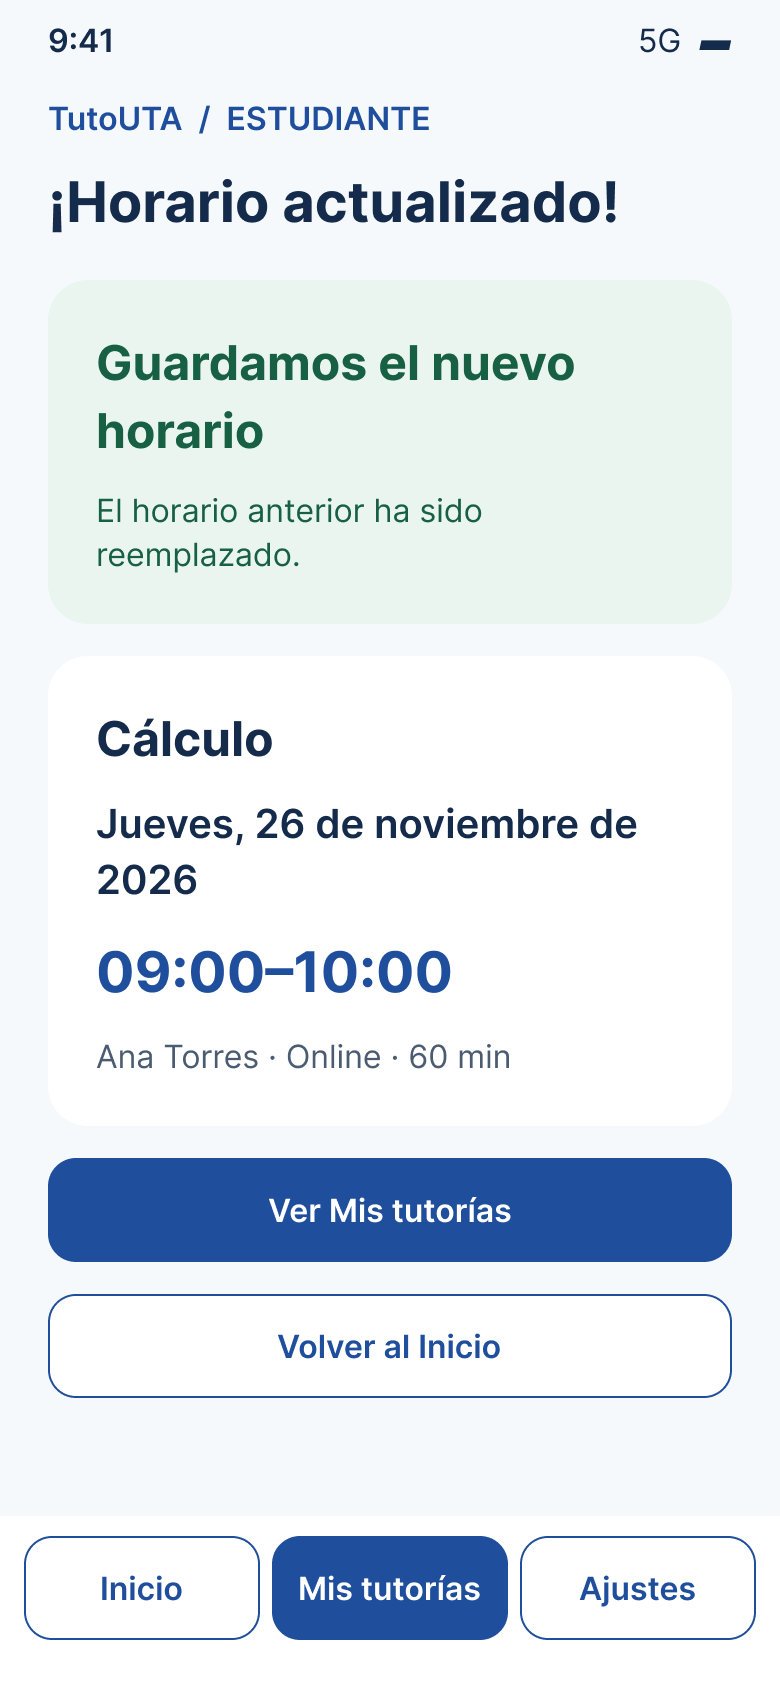 9:41
5G
TutoUTA / ESTUDIANTE
¡Horario actualizado!
Guardamos el nuevo
horario
El horario anterior ha sido
reemplazado.
Cálculo
Jueves, 26 de noviembre de
2026
09:00–10:00
Ana Torres · Online · 60 min
Ver Mis tutorías
Volver al Inicio
Inicio
Mis tutorías
Ajustes